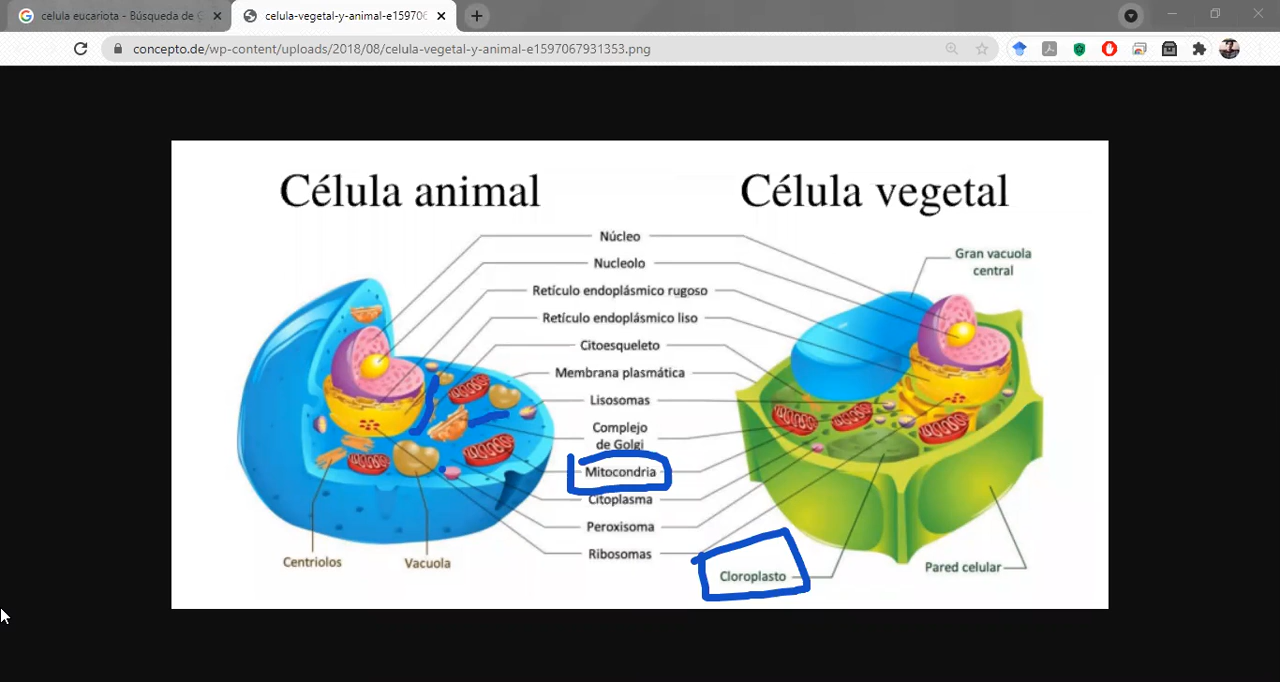 celula eucariota - Búsqueda de G
celula-vegetal-y-animal-e159706
concepto.de/wp-content/uploads/2018/08/celula-vegetal-y-animal-e1597067931353.png
Célula animal
Célula vegetal
Núcleo
Nucleolo
Retículo endoplásmico rugoso
Retículo endoplásmico liso
Citoesqueleto
Membrana plasmática
Lisosomas
Complejo
de Golgi
Mitocondria
Citoplasma
Peroxisoma
Ribosomas
Gran vacuola
central
Centriolos
Vacuola
Cloroplasto
Pared celular